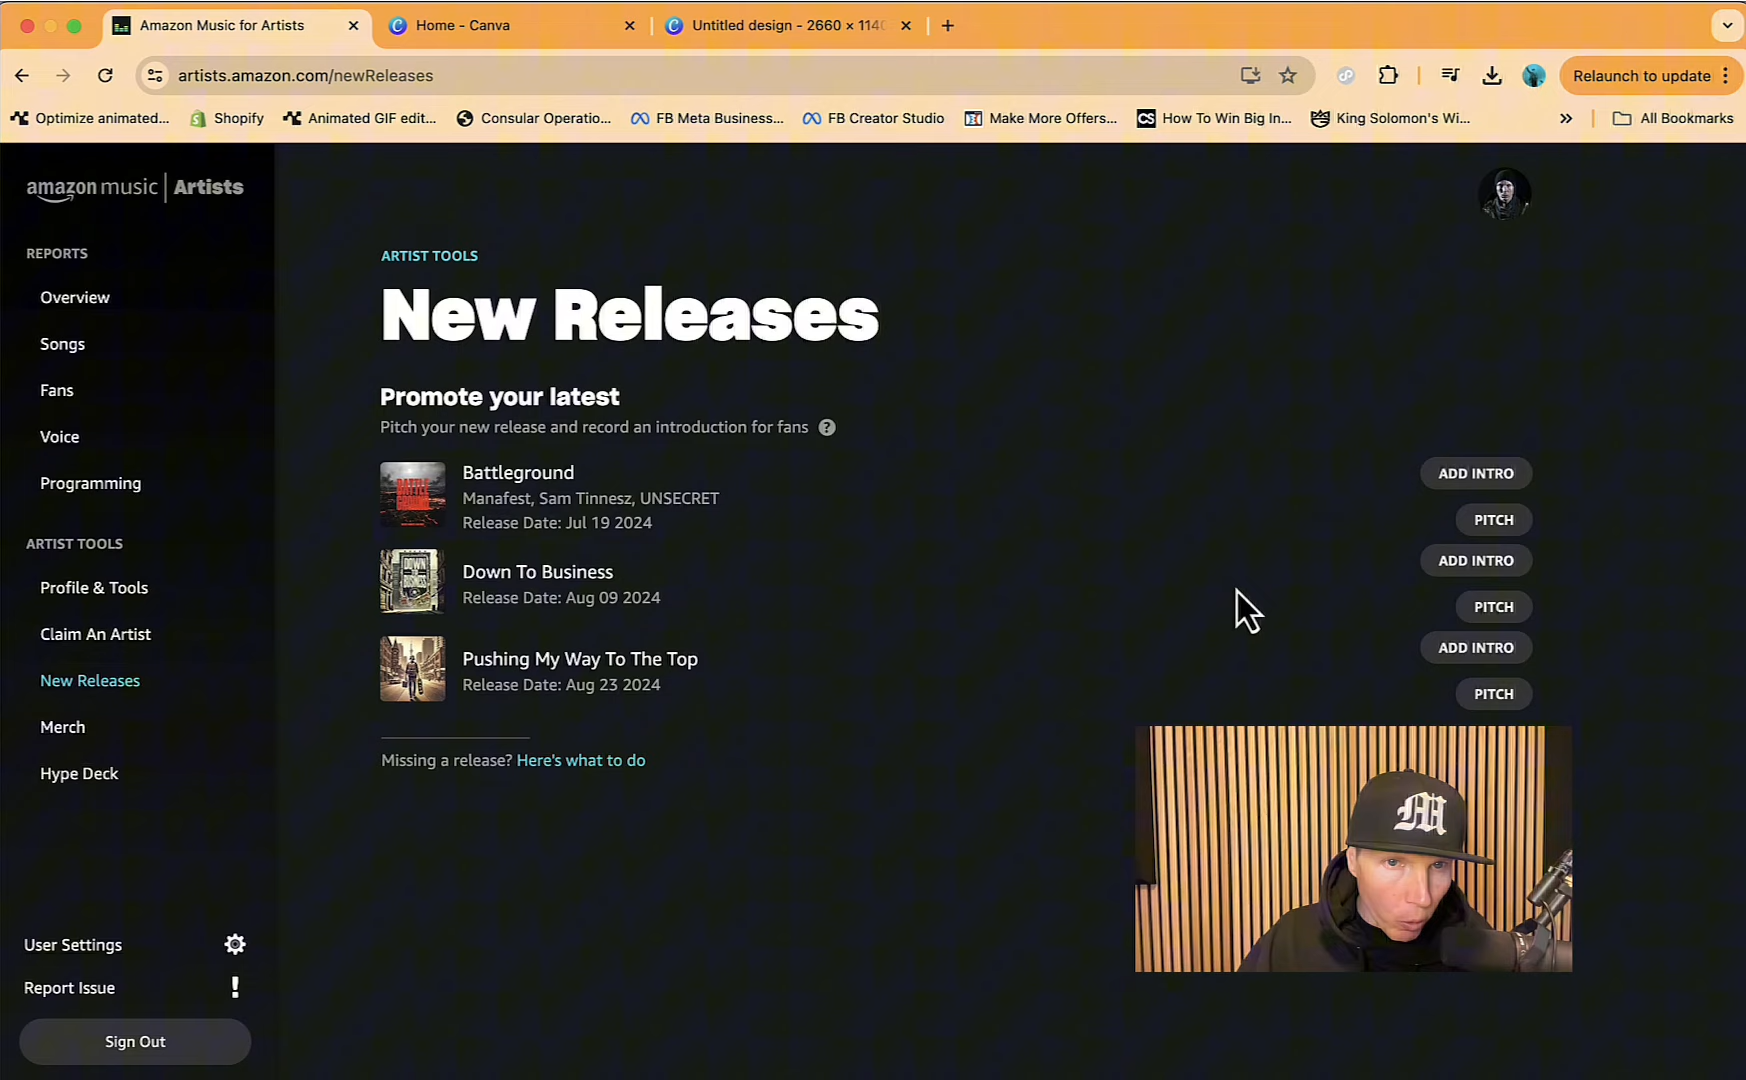 Amazon Music for Artists
Home - Canva
Untitled design - 2660 × 114
artists.amazon.com/newReleases
Relaunch to update
Optimize animated...
Shopify
Animated GIF edit...
Consular Operatio...
FB Meta Business...
FB Creator Studio
Make More Offers...
CS How To Win Big In...
King Solomon's Wi...
»
All Bookmarks
amazon music | Artists
REPORTS
Overview
Songs
Fans
Voice
Programming
ARTIST TOOLS
Profile & Tools
Claim An Artist
New Releases
Merch
Hype Deck
User Settings
Report Issue
Sign Out
ARTIST TOOLS
New Releases
Promote your latest
Pitch your new release and record an introduction for fans ?
BATTLE
GROUND
Battleground
Manafest, Sam Tinnesz, UNSECRET
Release Date: Jul 19 2024
ADD INTRO
PITCH
DOWN
TO
BUSINESS
Down To Business
Release Date: Aug 09 2024
ADD INTRO
PITCH
Pushing My Way To The Top
Release Date: Aug 23 2024
ADD INTRO
PITCH
Missing a release? Here's what to do
M